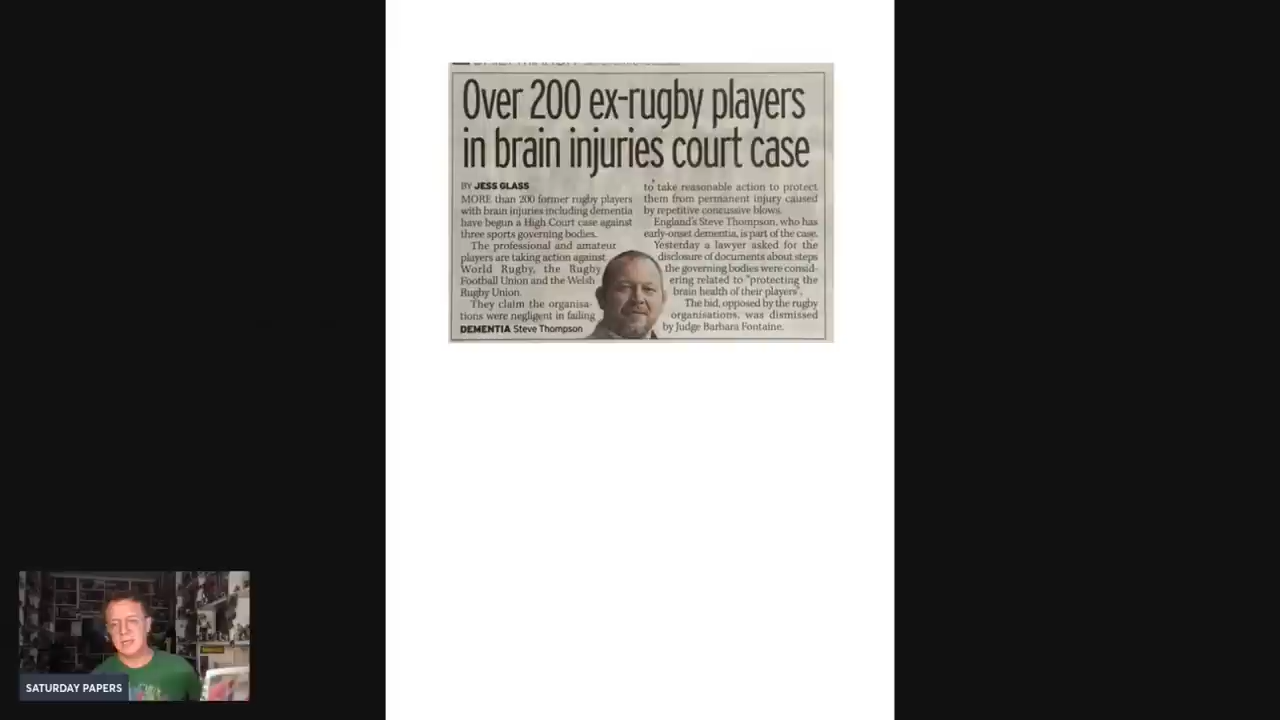 Over 200 ex-rugby players
in brain injuries court case
BY JESS GLASS
MORE than 200 former rugby players
with brain injuries including dementia
have begun a High Court case against
three sports governing bodies.
The professional and amateur
players are taking action against
World Rugby, the Rugby
Football Union and the Welsh
Rugby Union.
They claim the organisa-
tions were negligent in failing
DEMENTIA Steve Thompson
to take reasonable action to protect
them from permanent injury caused
by repetitive concussive blows.
England's Steve Thompson, who has
early-onset dementia, is part of the case.
Yesterday a lawyer asked for the
disclosure of documents about steps
the governing bodies were consid-
ering related to "protecting the
brain health of their players".
The bid, opposed by the rugby
organisations, was dismissed
by Judge Barbara Fontaine.
SATURDAY PAPERS